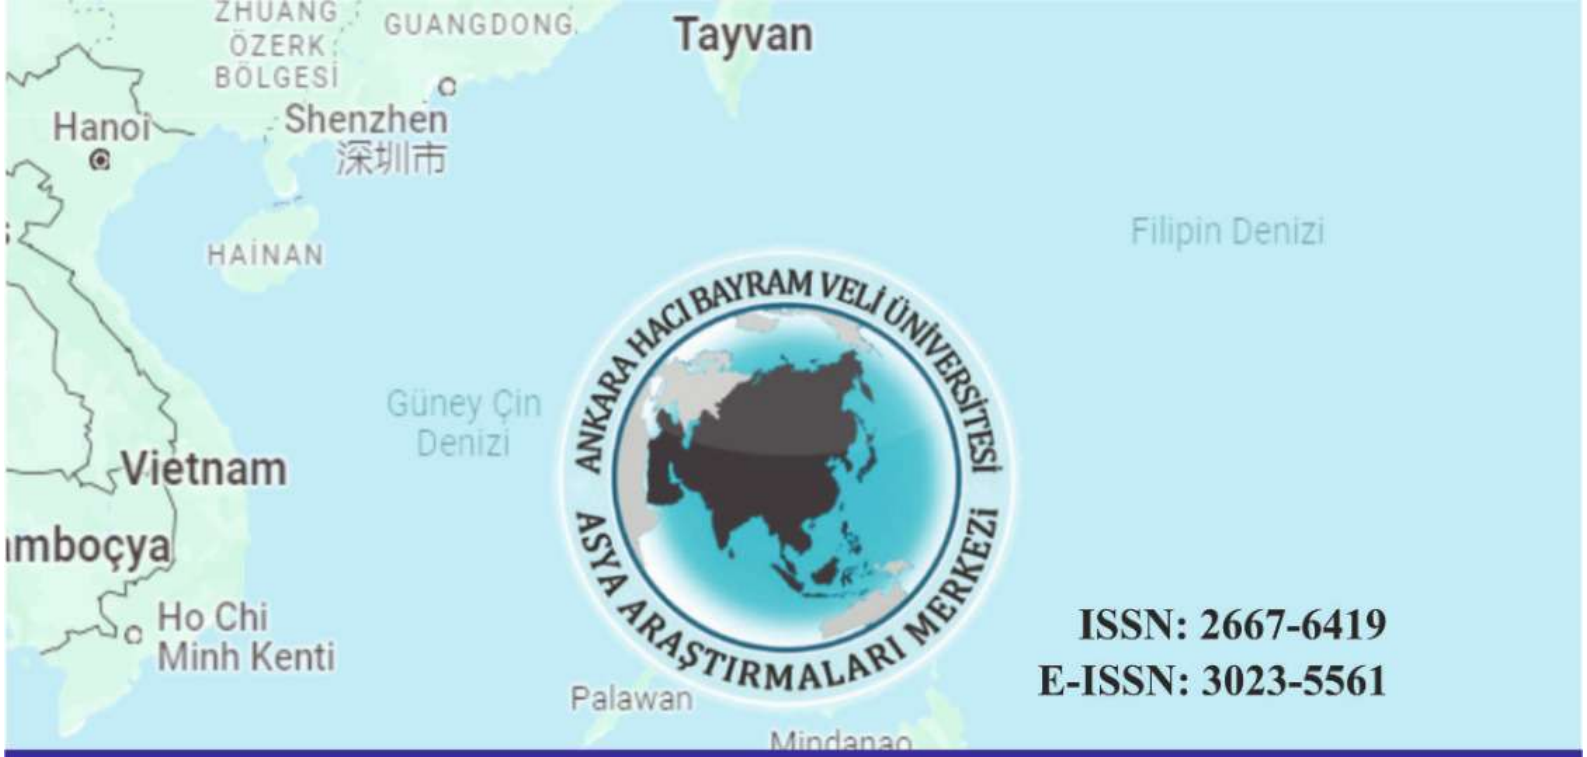 ZHUANG
ÖZERK
BÖLGESİ
GUANGDONG
Tayvan
Hanoi
Shenzhen
深圳市
HAİNAN
Filipin Denizi
ANKARA HACI BAYRAM VELİ ÜNİVERSİTESİ
ASYA ARAŞTIRMALARI MERKEZİ
Güney Çin
Denizi
Vietnam
Ho Chi
Minh Kenti
ISSN: 2667-6419
E-ISSN: 3023-5561
Palawan
Mindanao